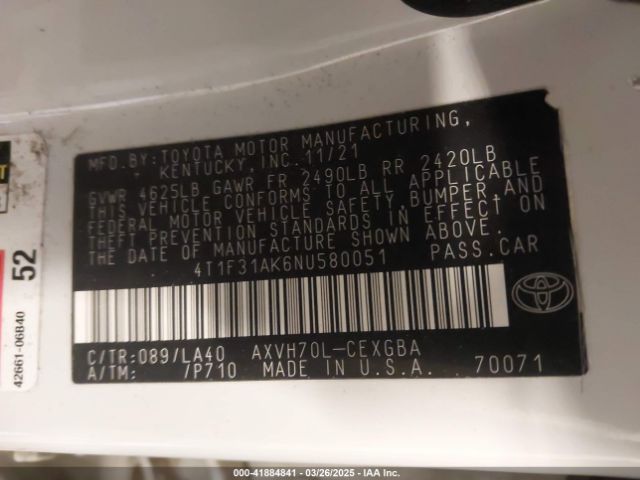 MFD.BY:TOYOTA MOTOR MANUFACTURING,
KENTUCKY, INC. 11/21
GVWR 4625LB GAWR FR 2490LB RR 2420LB
THIS VEHICLE CONFORMS TO ALL APPLICABLE
FEDERAL MOTOR VEHICLE SAFETY, BUMPER, AND
THEFT PREVENTION STANDARDS IN EFFECT ON
THE DATE OF MANUFACTURE SHOWN ABOVE.
4T1F31AK6NU580051 PASS.CAR
C/TR:089/LA40 AXVH70L-CEXGBA
A/TM: /P710 MADE IN U.S.A. 70071
52
42661-06B40
000-41884841 / 03/26/2025 / IAA Inc.